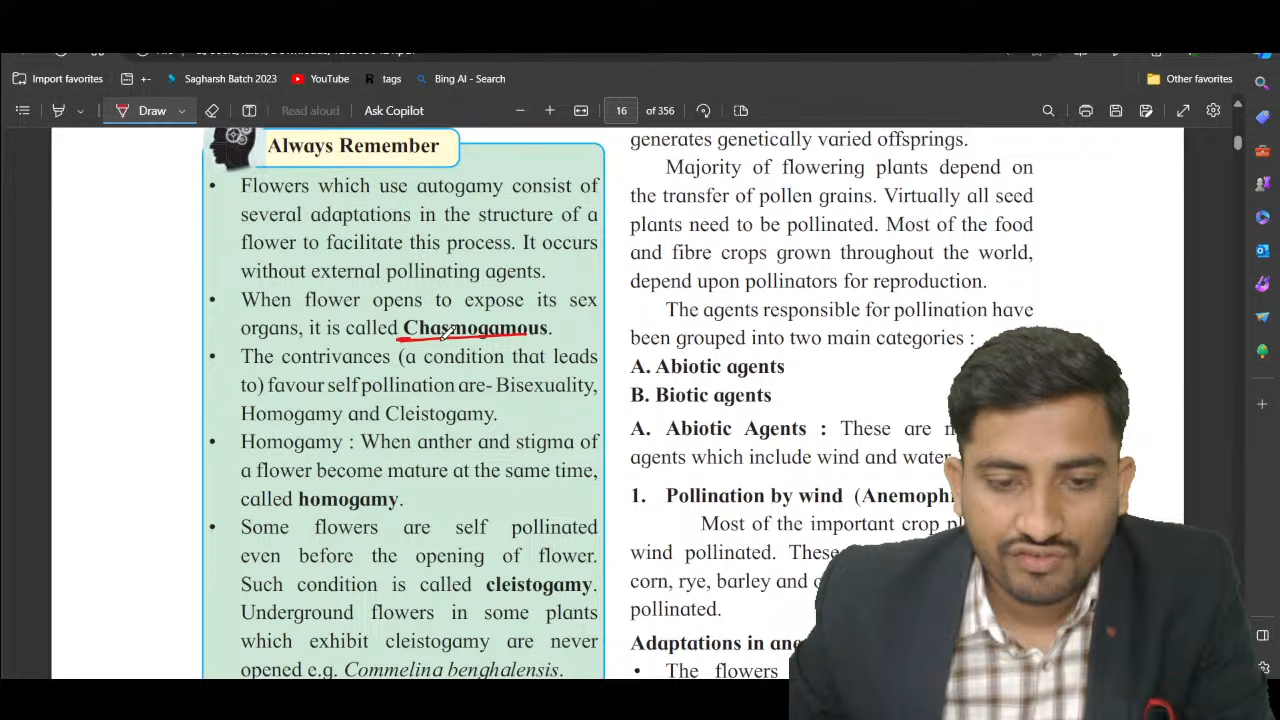 Import favorites
Sagharsh Batch 2023
YouTube
tags
Bing AI - Search
Other favorites
Draw
Read aloud
Ask Copilot
16 of 356
Always Remember
• Flowers which use autogamy consist of
several adaptations in the structure of a
flower to facilitate this process. It occurs
without external pollinating agents.
• When flower opens to expose its sex
organs, it is called Chasmogamous.
• The contrivances (a condition that leads
to) favour self pollination are- Bisexuality,
Homogamy and Cleistogamy.
• Homogamy : When anther and stigma of
a flower become mature at the same time,
called homogamy.
• Some flowers are self pollinated
even before the opening of flower.
Such condition is called cleistogamy.
Underground flowers in some plants
which exhibit cleistogamy are never
opened e.g. Commelina benghalensis.
generates genetically varied offsprings.
Majority of flowering plants depend on
the transfer of pollen grains. Virtually all seed
plants need to be pollinated. Most of the food
and fibre crops grown throughout the world,
depend upon pollinators for reproduction.
The agents responsible for pollination have
been grouped into two main categories :
A. Abiotic agents
B. Biotic agents
A. Abiotic Agents : These are
agents which include wind and water
1. Pollination by wind (Anemophi
Most of the important crop
wind pollinated. These
corn, rye, barley and
pollinated.
Adaptations in
• The flowers